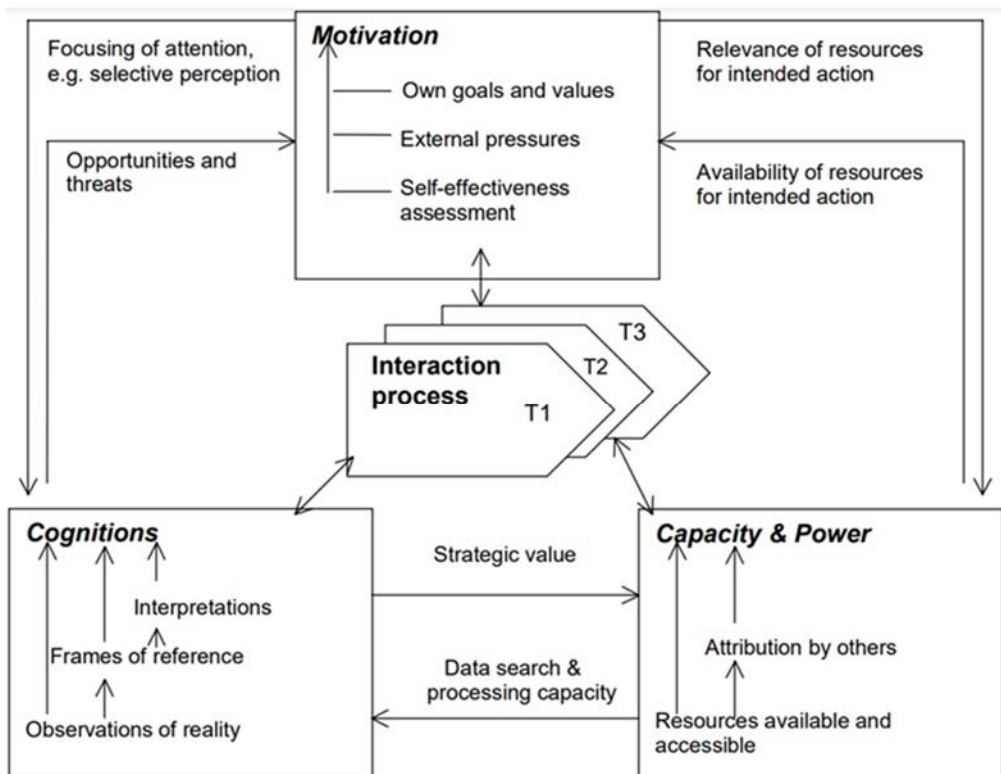 Motivation
Focusing of attention,
e.g. selective perception
Relevance of resources
for intended action
Own goals and values
External pressures
Opportunities and
threats
Self-effectiveness
assessment
Availability of resources
for intended action
T3
T2
Interaction
process
T1
Cognitions
Interpretations
Frames of reference
Observations of reality
Strategic value
Data search &
processing capacity
Capacity & Power
Attribution by others
Resources available and
accessible